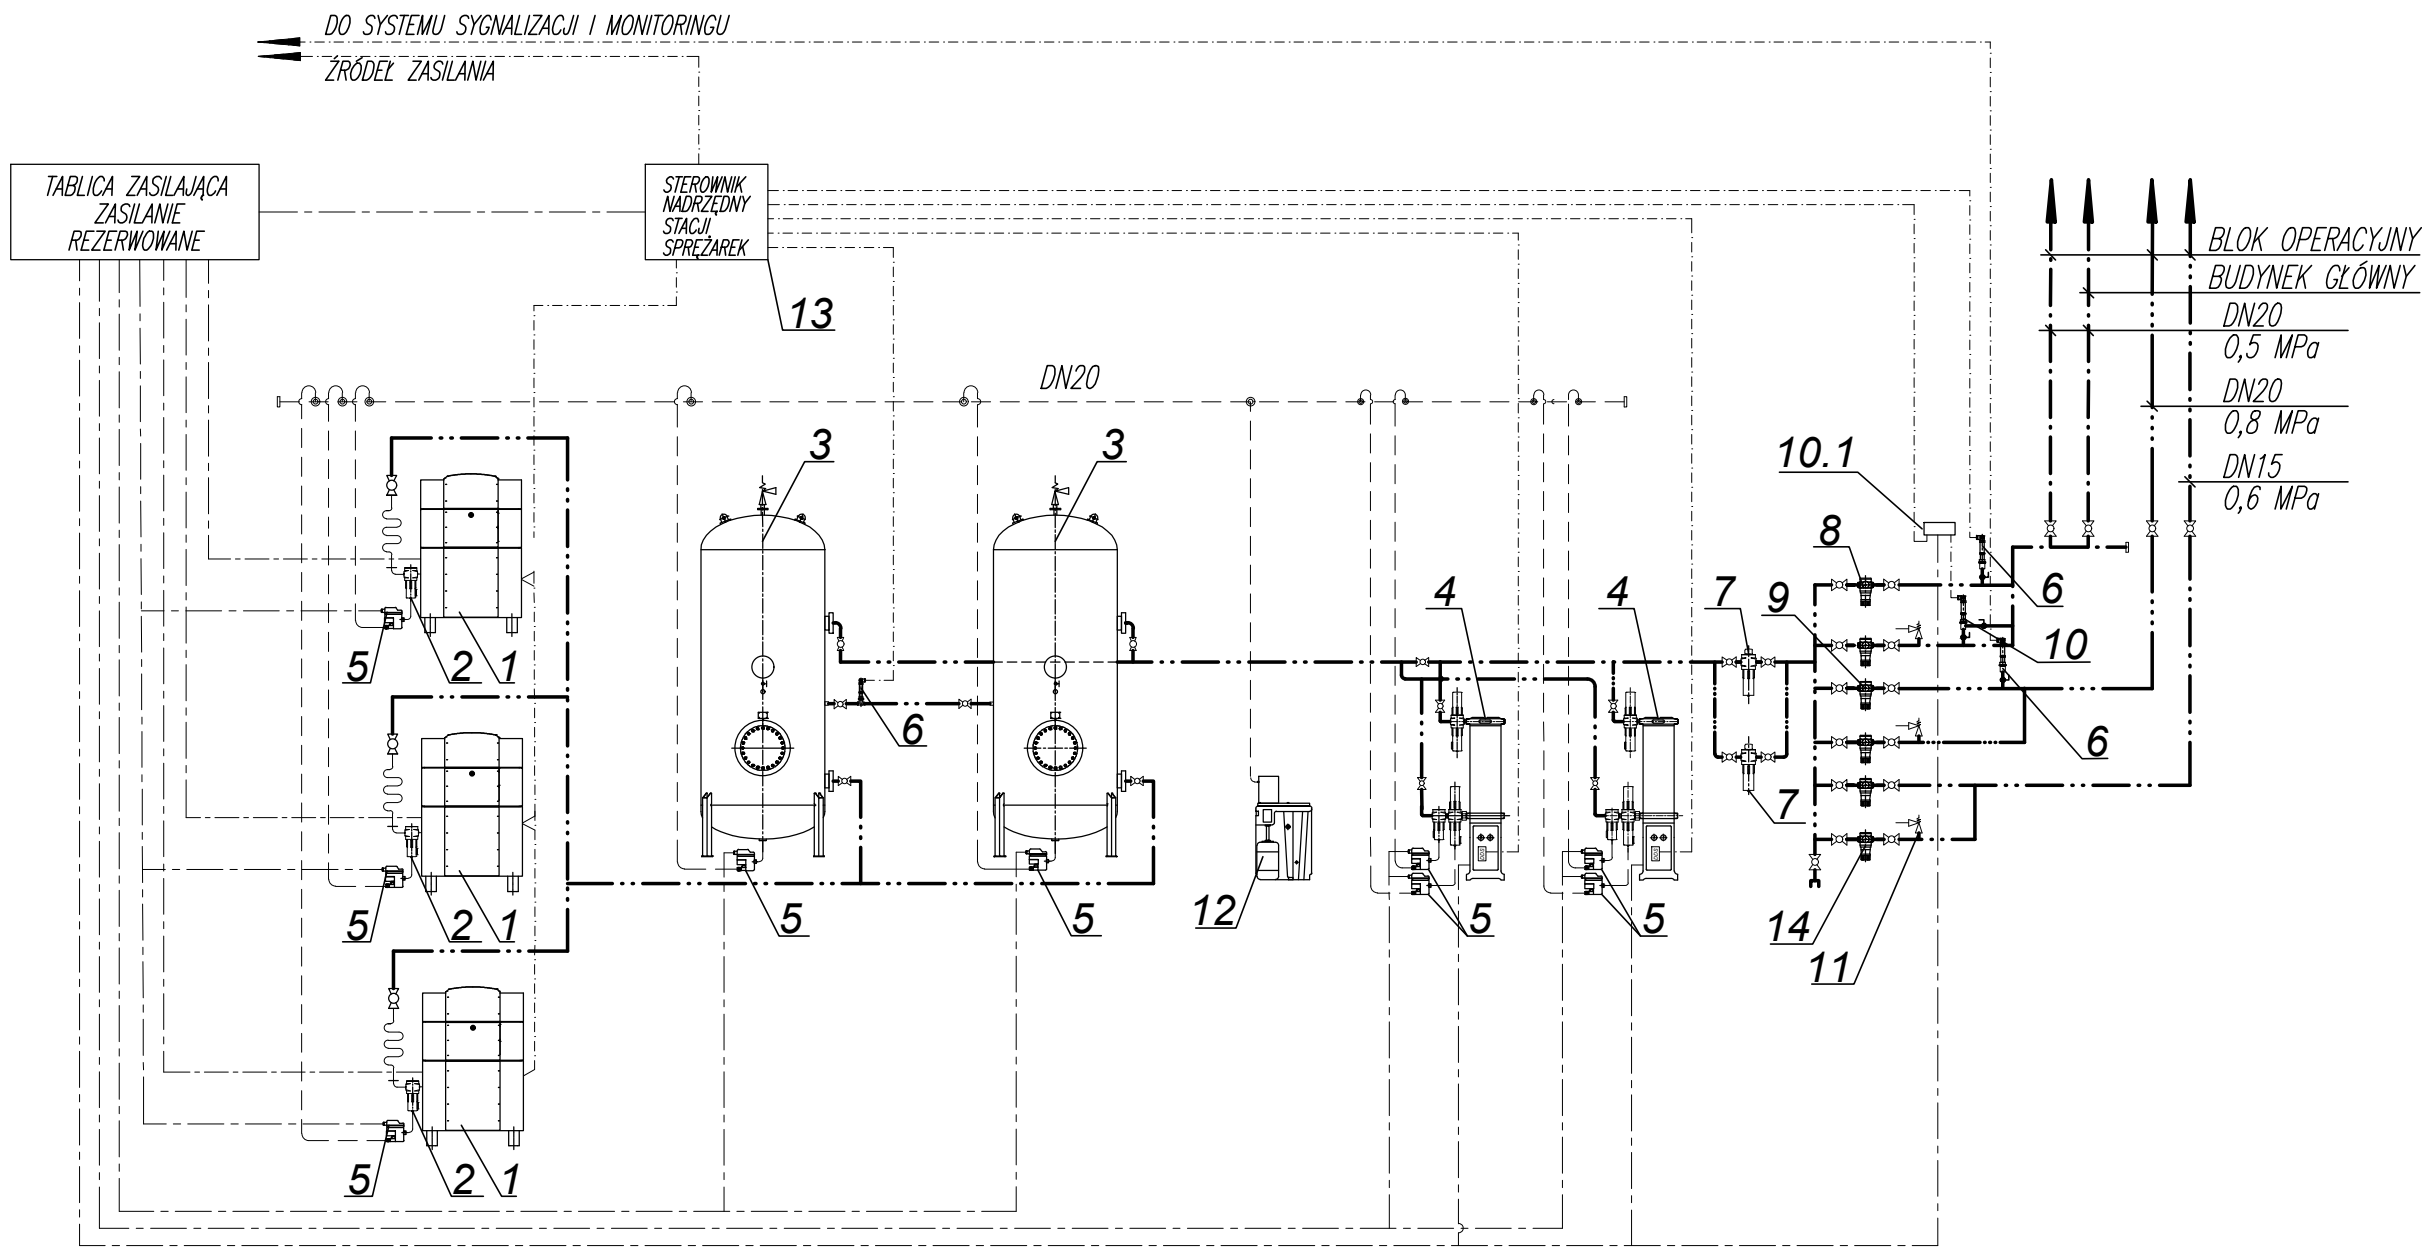 DO SYSTEMU SYGNALIZACJI I MONITORINGU
ŹRÓDEŁ ZASILANIA
TABLICA ZASILAJĄCA
ZASILANIE
REZERWOWANE
STEROWNIK
NADRZĘDNY
STACJI
SPRĘŻAREK
13
BLOK OPERACYJNY
BUDYNEK GŁÓWNY
DN20
0,5 MPa
DN20
0,8 MPa
DN15
0,6 MPa
DN20
3
3
10.1
8
6
4
4
7
9
10
5
2
1
6
6
7
12
5
5
5
5
14
11
5
2
1
5
2
1